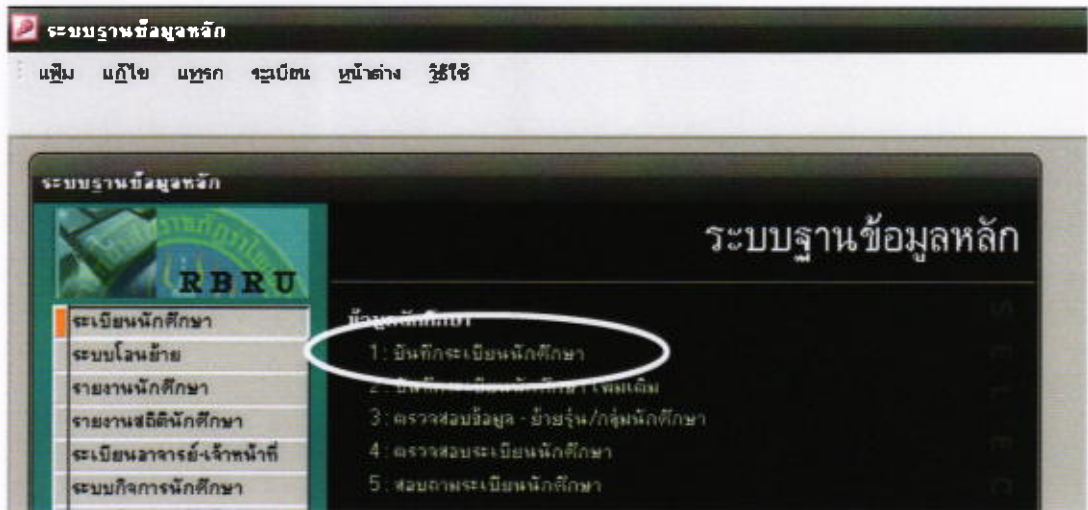 ระบบฐานข้อมูลหลัก
แฟ้ม แก้ไข แทรก ระเบียน หน้าต่าง วิธีใช้
ระบบฐานข้อมูลหลัก
ระบบฐานข้อมูลหลัก
RBRU
ระเบียนนักศึกษา
ระบบโอนย้าย
รายงานนักศึกษา
รายงานสถิตินักศึกษา
ระเบียนอาจารย์-เจ้าหน้าที่
ระบบกิจการนักศึกษา
ข้อมูลนักศึกษา
1: บันทึกระเบียนนักศึกษา
2: บันทึกระเบียนนักศึกษา เพิ่มเติม
3: ตรวจสอบข้อมูล - ย้ายรุ่น/กลุ่มนักศึกษา
4: ตรวจสอบระเบียนนักศึกษา
5: สอบถามระเบียนนักศึกษา